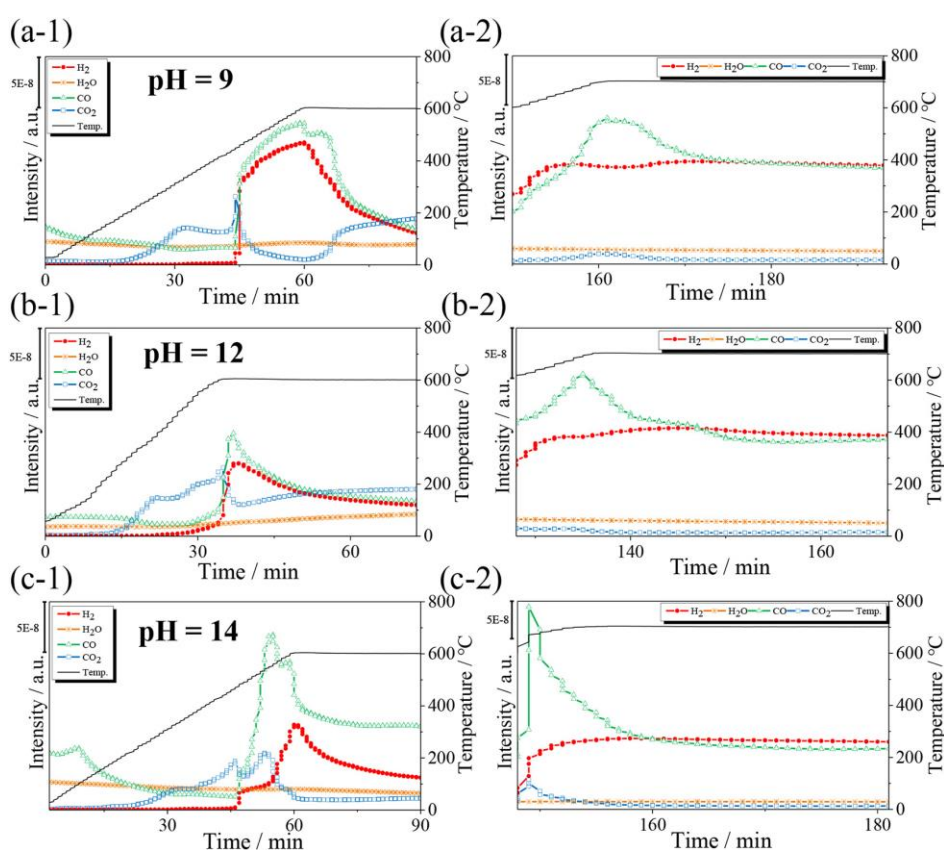 (a-1)
5E-8
H2
H2O
CO
CO2
Temp.
pH = 9
800
600
400
200
0
Intensity / a.u.
Temperature / °C
0
30
60
Time / min
(a-2)
5E-8
H2 H2O CO CO2 Temp.
800
600
400
200
0
Intensity / a.u.
Temperature / °C
160
180
Time / min
(b-1)
5E-8
H2
H2O
CO
CO2
Temp.
pH = 12
800
600
400
200
0
Intensity / a.u.
Temperature / °C
0
30
60
Time / min
(b-2)
5E-8
H2 H2O CO CO2 Temp.
800
600
400
200
0
Intensity / a.u.
Temperature / °C
140
160
Time / min
(c-1)
5E-8
H2
H2O
CO
CO2
Temp.
pH = 14
800
600
400
200
0
Intensity / a.u.
Temperature / °C
30
60
90
Time / min
(c-2)
5E-8
H2 H2O CO CO2 Temp.
800
600
400
200
0
Intensity / a.u.
Temperature / °C
160
180
Time / min